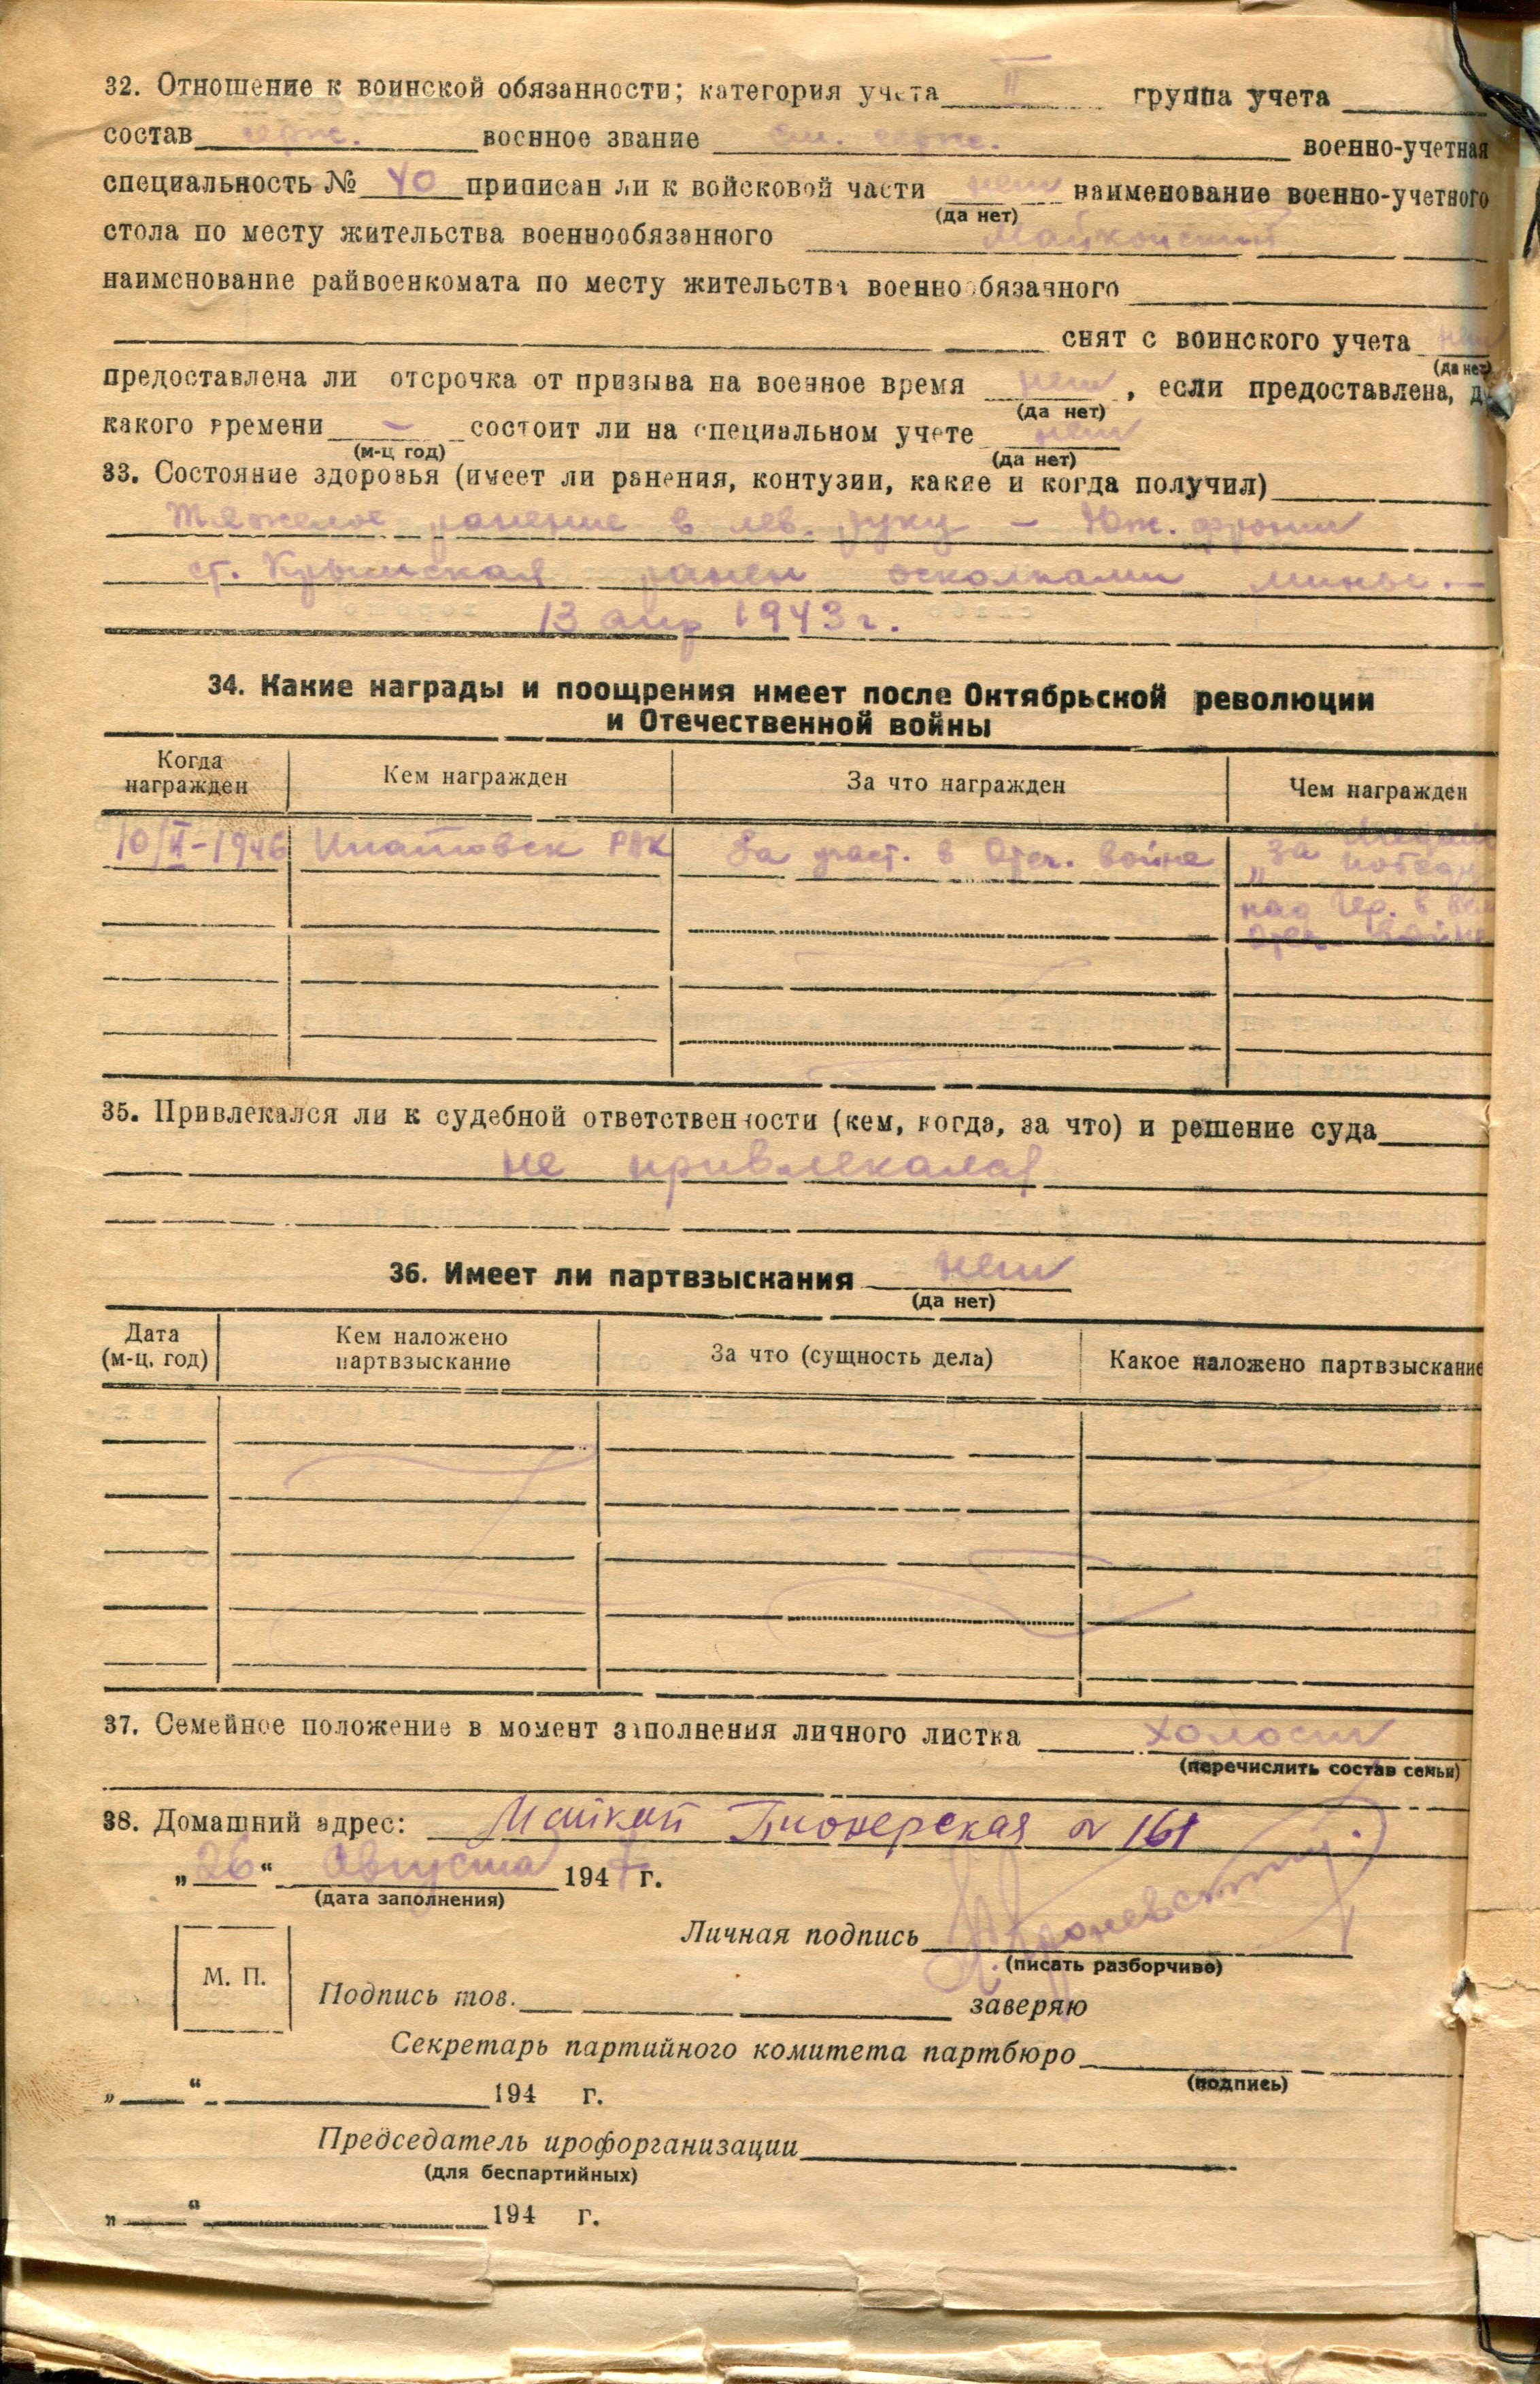 32. Отношение к воинской обязанности; категория учета II группа учета
состав серж. военное звание ст. серж. военно-учетная
специальность № 40 приписан ли к войсковой части нет наименование военно-учетного
(да нет)
стола по месту жительства военнообязанного Майкопский
наименование райвоенкомата по месту жительства военнообязанного
снят с воинского учета нет
(да нет)
предоставлена ли отсрочка от призыва на военное время нет, если предоставлена, д
(да нет)
какого времени – состоит ли на специальном учете нет
(м-ц год) (да нет)
33. Состояние здоровья (имеет ли ранения, контузии, какие и когда получил)
Тяжелое ранение в лев. руку – Юж. фронт
ст. Крымская ранен осколками мины. –
13 апр 1943 г.
34. Какие награды и поощрения имеет после Октябрьской революции
и Отечественной войны
Когда награжден Кем награжден За что награжден Чем награжден
10/II-1946 РВК За участ. в Отеч. войне
„За победу
над Гер. в Вел
Отеч. войне
35. Привлекался ли к судебной ответственности (кем, когда, за что) и решение суда
не привлекался
36. Имеет ли партвзыскания нет
(да нет)
Дата (м-ц, год) Кем наложено партвзыскание За что (сущность дела) Какое наложено партвзыскание
37. Семейное положение в момент заполнения личного листка холост
(перечислить состав семьи)
38. Домашний адрес: Майкоп Пионерская № 161
„26“ Августа 194 г.
(дата заполнения)
Личная подпись
(писать разборчиво)
М. П.
Подпись тов. заверяю
Секретарь партийного комитета партбюро
(подпись)
„ “ 194 г.
Председатель профорганизации
(для беспартийных)
„ “ 194 г.